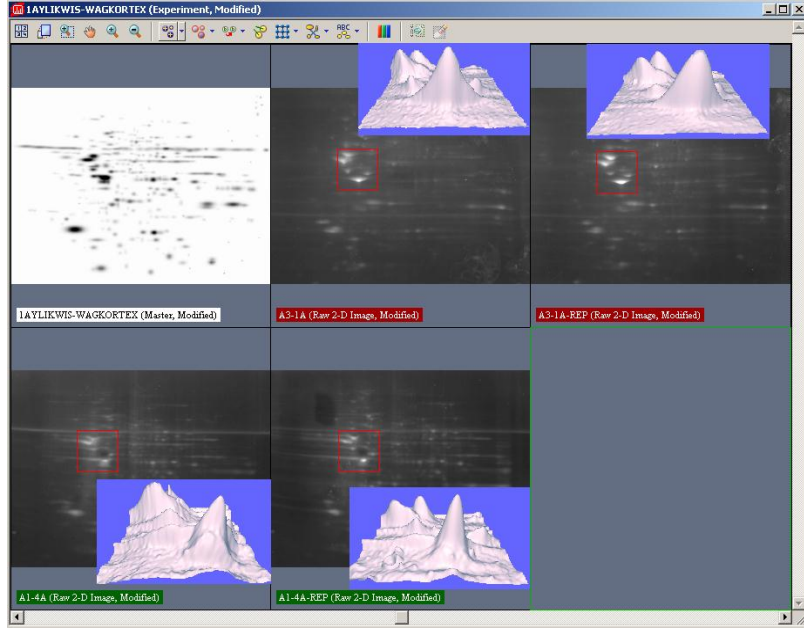 1AYLIKWIS-WAGKORTEX (Experiment, Modified)
ABC
1AYLIKWIS-WAGKORTEX (Master, Modified)
A3-1A (Raw 2-D Image, Modified)
A3-1A-REP (Raw 2-D Image, Modified)
A1-4A (Raw 2-D Image, Modified)
A1-4A-REP (Raw 2-D Image, Modified)